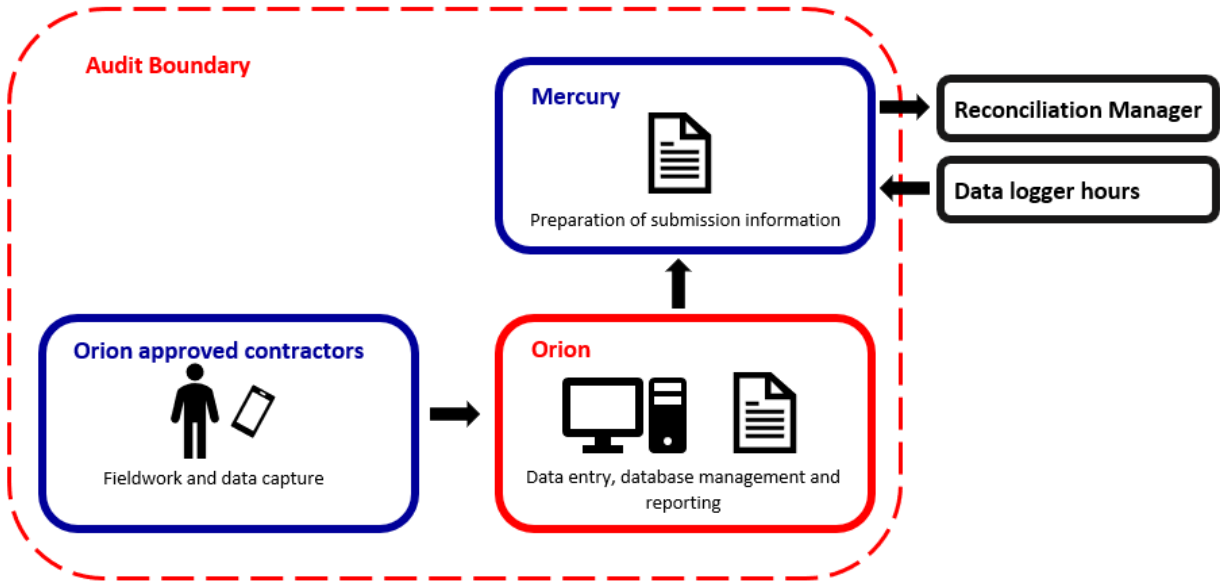 Audit Boundary
Mercury
Preparation of submission information
Reconciliation Manager
Data logger hours
Orion approved contractors
Fieldwork and data capture
Orion
Data entry, database management and
reporting